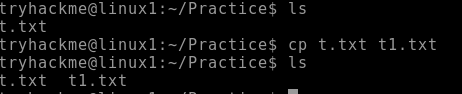 tryhackme@linux1:~/Practice$ ls
t.txt
tryhackme@linux1:~/Practice$ cp t.txt t1.txt
tryhackme@linux1:~/Practice$ ls
t.txt  t1.txt
tryhackme@linux1:~/Practice$